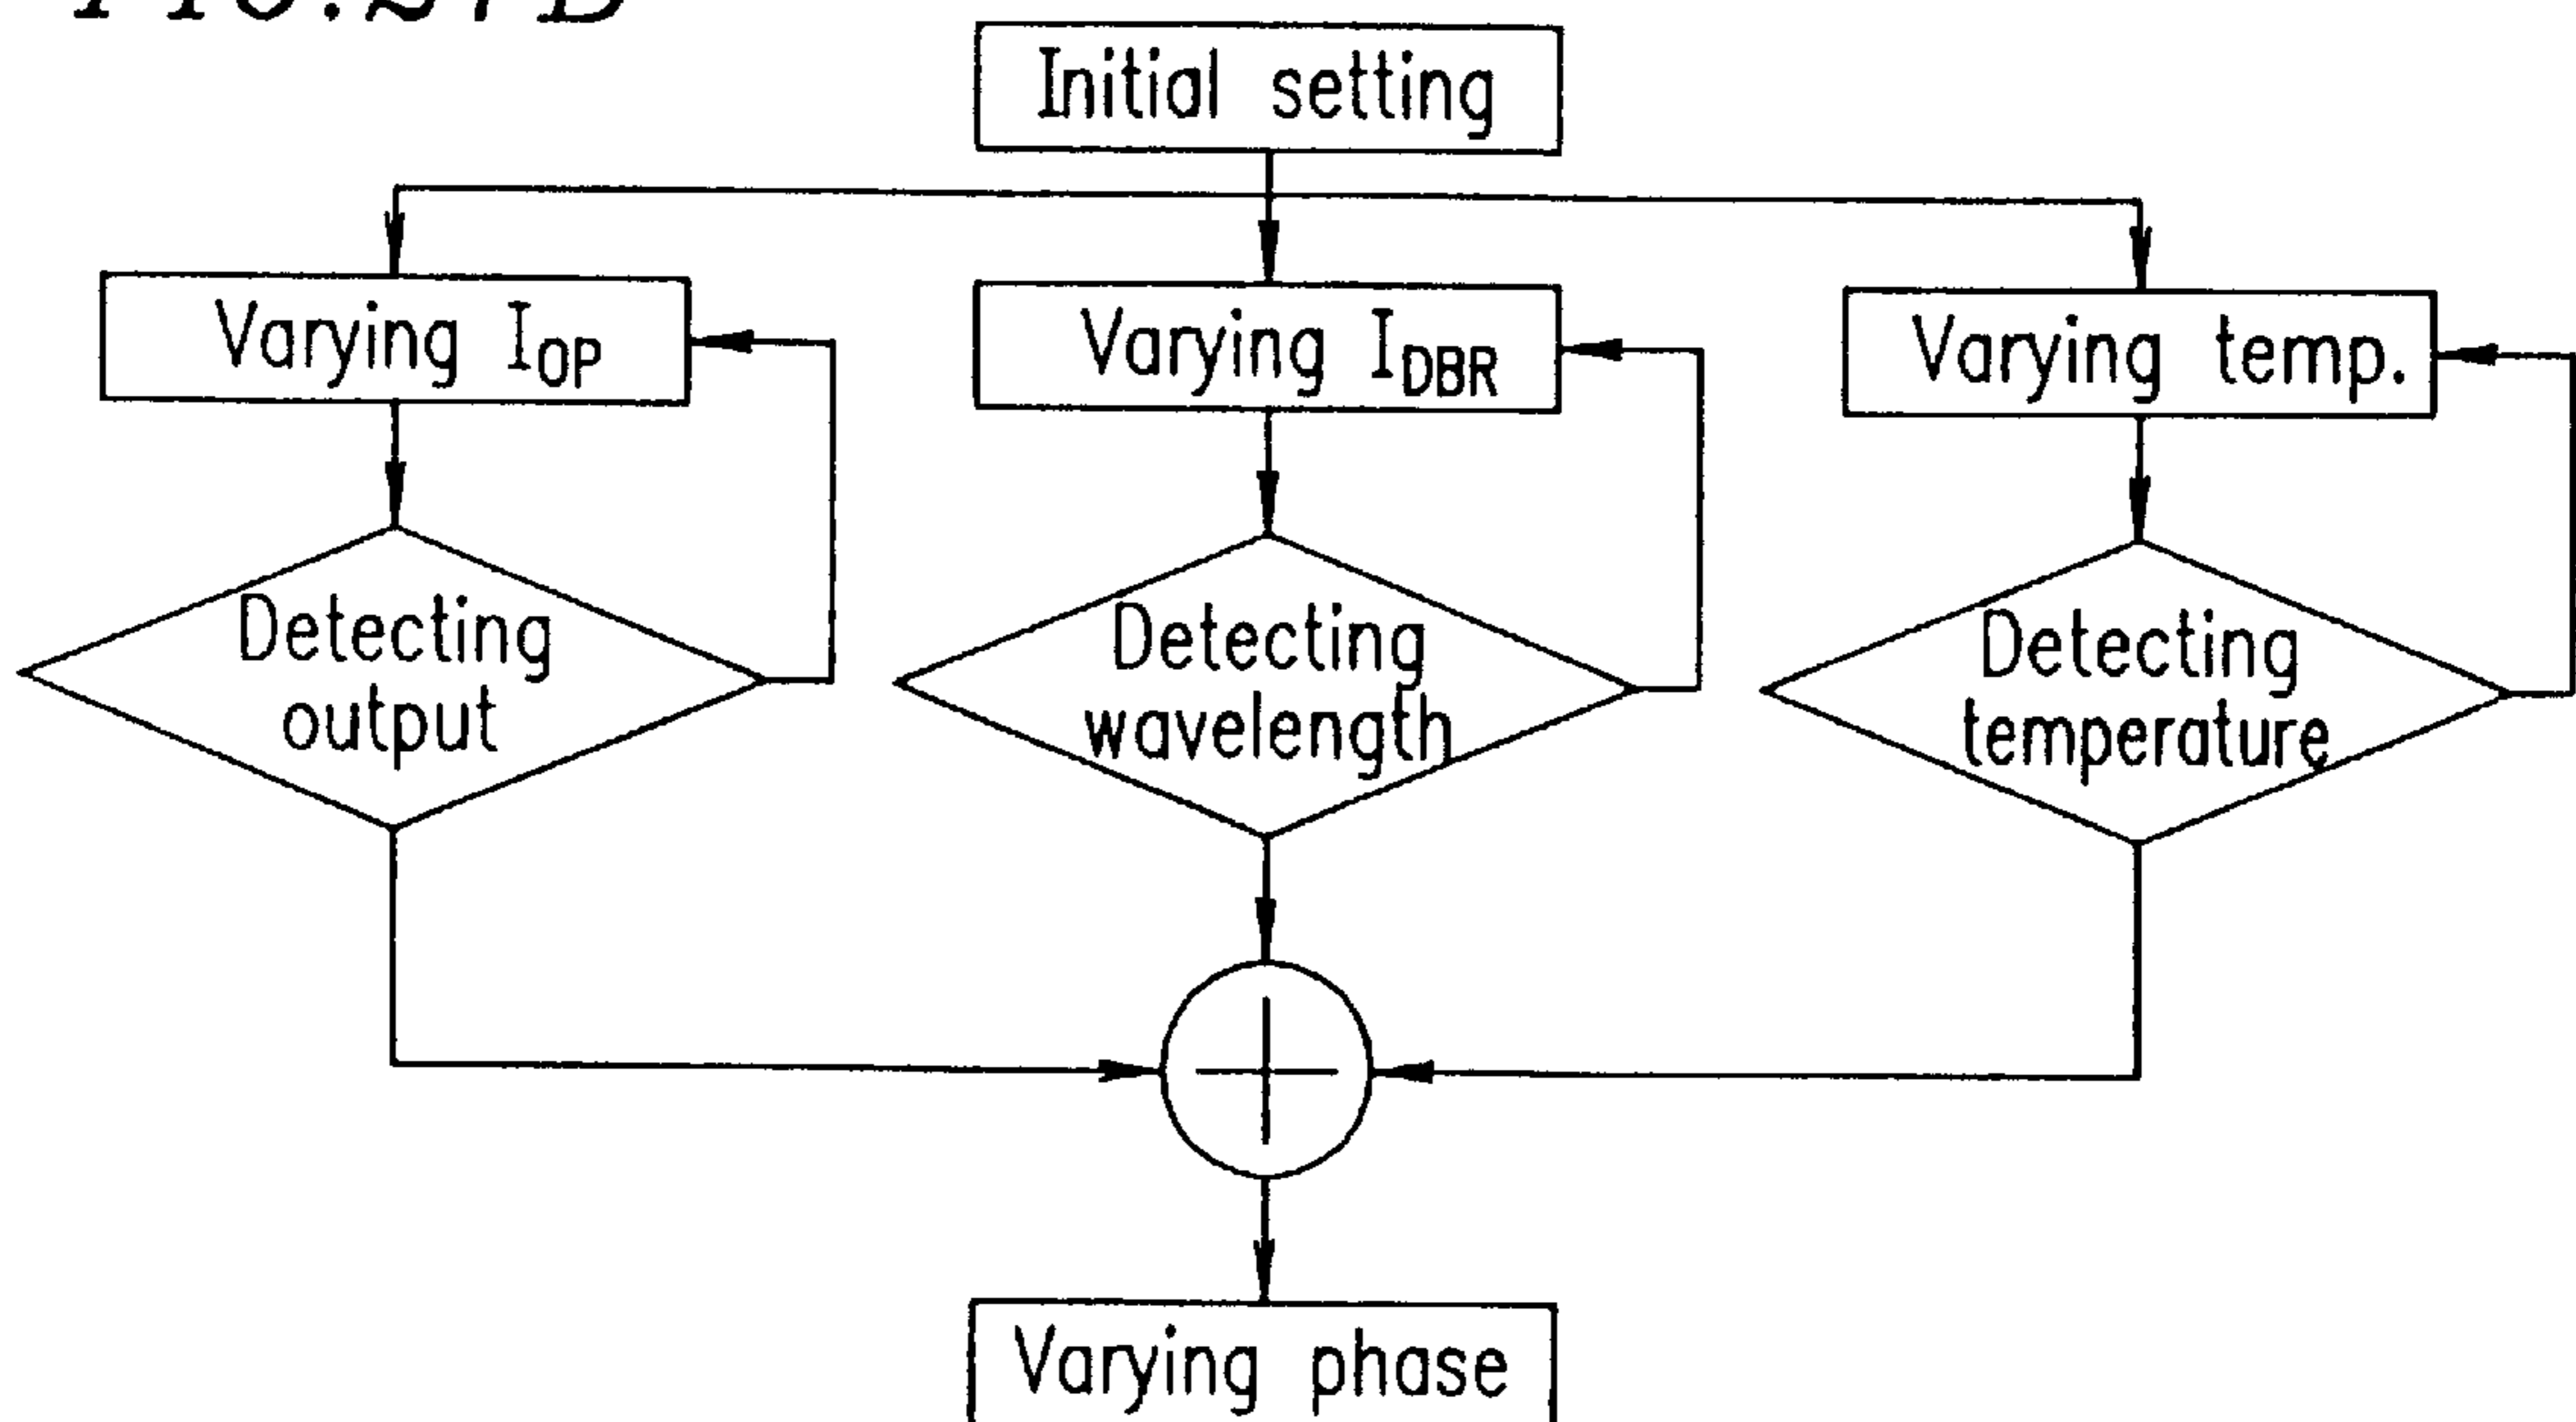 Initial setting
Varying I_OP
Varying I_DBR
Varying temp.
Detecting
output
Detecting
wavelength
Detecting
temperature
Varying phase